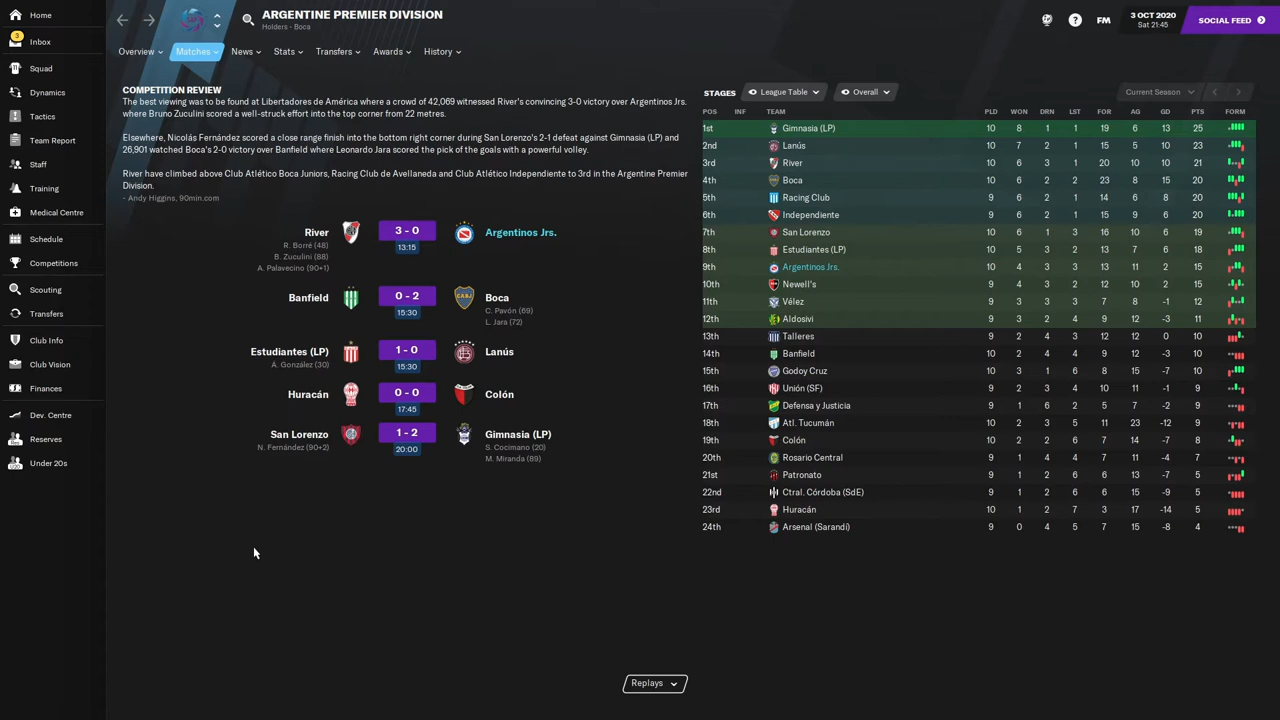 Home
3
Inbox
Squad
Dynamics
Tactics
Team Report
Staff
Training
Medical Centre
Schedule
Competitions
Scouting
Transfers
Club Info
Club Vision
Finances
Dev. Centre
Res
Reserves
U20
Under 20s
ARGENTINE PREMIER DIVISION
Holders - Boca
FM
3 OCT 2020
Sat 21:45
SOCIAL FEED
Overview Matches News Stats Transfers Awards History
COMPETITION REVIEW
The best viewing was to be found at Libertadores de América where a crowd of 42,069 witnessed River's convincing 3-0 victory over Argentinos Jrs.
where Bruno Zuculini scored a well-struck effort into the top corner from 22 metres.
Elsewhere, Nicolás Fernández scored a close range finish into the bottom right corner during San Lorenzo's 2-1 defeat against Gimnasia (LP) and
26,901 watched Boca's 2-0 victory over Banfield where Leonardo Jara scored the pick of the goals with a powerful volley.
River have climbed above Club Atlético Boca Juniors, Racing Club de Avellaneda and Club Atlético Independiente to 3rd in the Argentine Premier
Division.
- Andy Higgins, 90min.com
River 3 - 0 Argentinos Jrs.
13:15
R. Borré (48)
B. Zuculini (88)
A. Palavecino (90+1)
Banfield 0 - 2 Boca
15:30
C. Pavón (69)
L. Jara (72)
Estudiantes (LP) 1 - 0 Lanús
15:30
A. González (30)
Huracán 0 - 0 Colón
17:45
San Lorenzo 1 - 2 Gimnasia (LP)
20:00
N. Fernández (90+2)
S. Cocimano (20)
M. Miranda (89)
Replays
STAGES League Table Overall Current Season
POS INF TEAM PLD WON DRN LST FOR AG GD PTS FORM
1st Gimnasia (LP) 10 8 1 1 19 6 13 25
2nd Lanús 10 7 2 1 15 5 10 23
3rd River 10 6 3 1 20 10 10 21
4th Boca 10 6 2 2 23 8 15 20
5th Racing Club 9 6 2 1 14 6 8 20
6th Independiente 9 6 2 1 15 9 6 20
7th San Lorenzo 10 6 1 3 16 10 6 19
8th Estudiantes (LP) 10 5 3 2 13 7 6 18
9th Argentinos Jrs. 10 4 3 3 13 11 2 15
10th Newell's 9 4 3 2 12 10 2 15
11th Vélez 9 3 3 3 7 8 -1 12
12th Aldosivi 9 3 2 4 9 12 -3 11
13th Talleres 9 2 4 3 12 12 0 10
14th Banfield 10 2 4 4 9 12 -3 10
15th Godoy Cruz 10 3 1 6 8 15 -7 10
16th Unión (SF) 9 2 3 4 10 11 -1 9
17th Defensa y Justicia 9 1 6 2 5 7 -2 9
18th Atl. Tucumán 10 2 3 5 11 23 -12 9
19th Colón 10 2 2 6 7 14 -7 8
20th Rosario Central 9 1 4 4 7 11 -4 7
21st Patronato 9 1 2 6 6 13 -7 5
22nd Ctral. Córdoba (SdE) 9 1 2 6 6 15 -9 5
23rd Huracán 10 1 2 7 3 17 -14 5
24th Arsenal (Sarandí) 9 0 4 5 7 15 -8 4